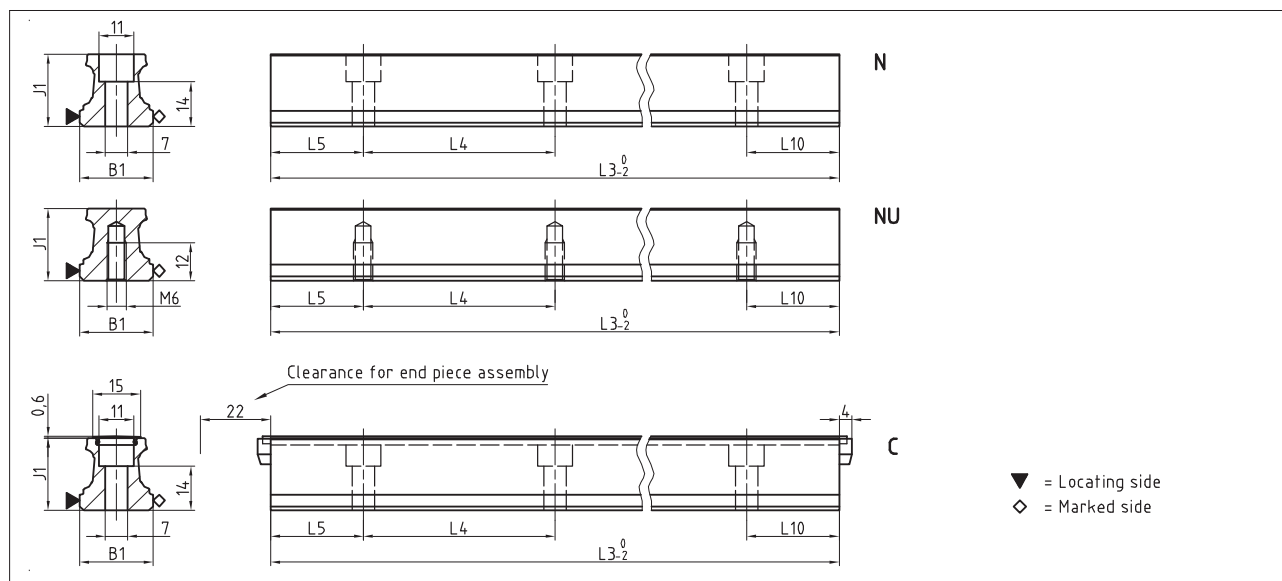 11
N
J1
14
7
B1
L5
L4
L10
L3 0 -2
NU
J1
12
M6
B1
L5
L4
L10
L3 0 -2
Clearance for end piece assembly
15
0,6
11
22
4
C
J1
14
7
B1
L5
L4
L10
L3 0 -2
= Locating side
= Marked side